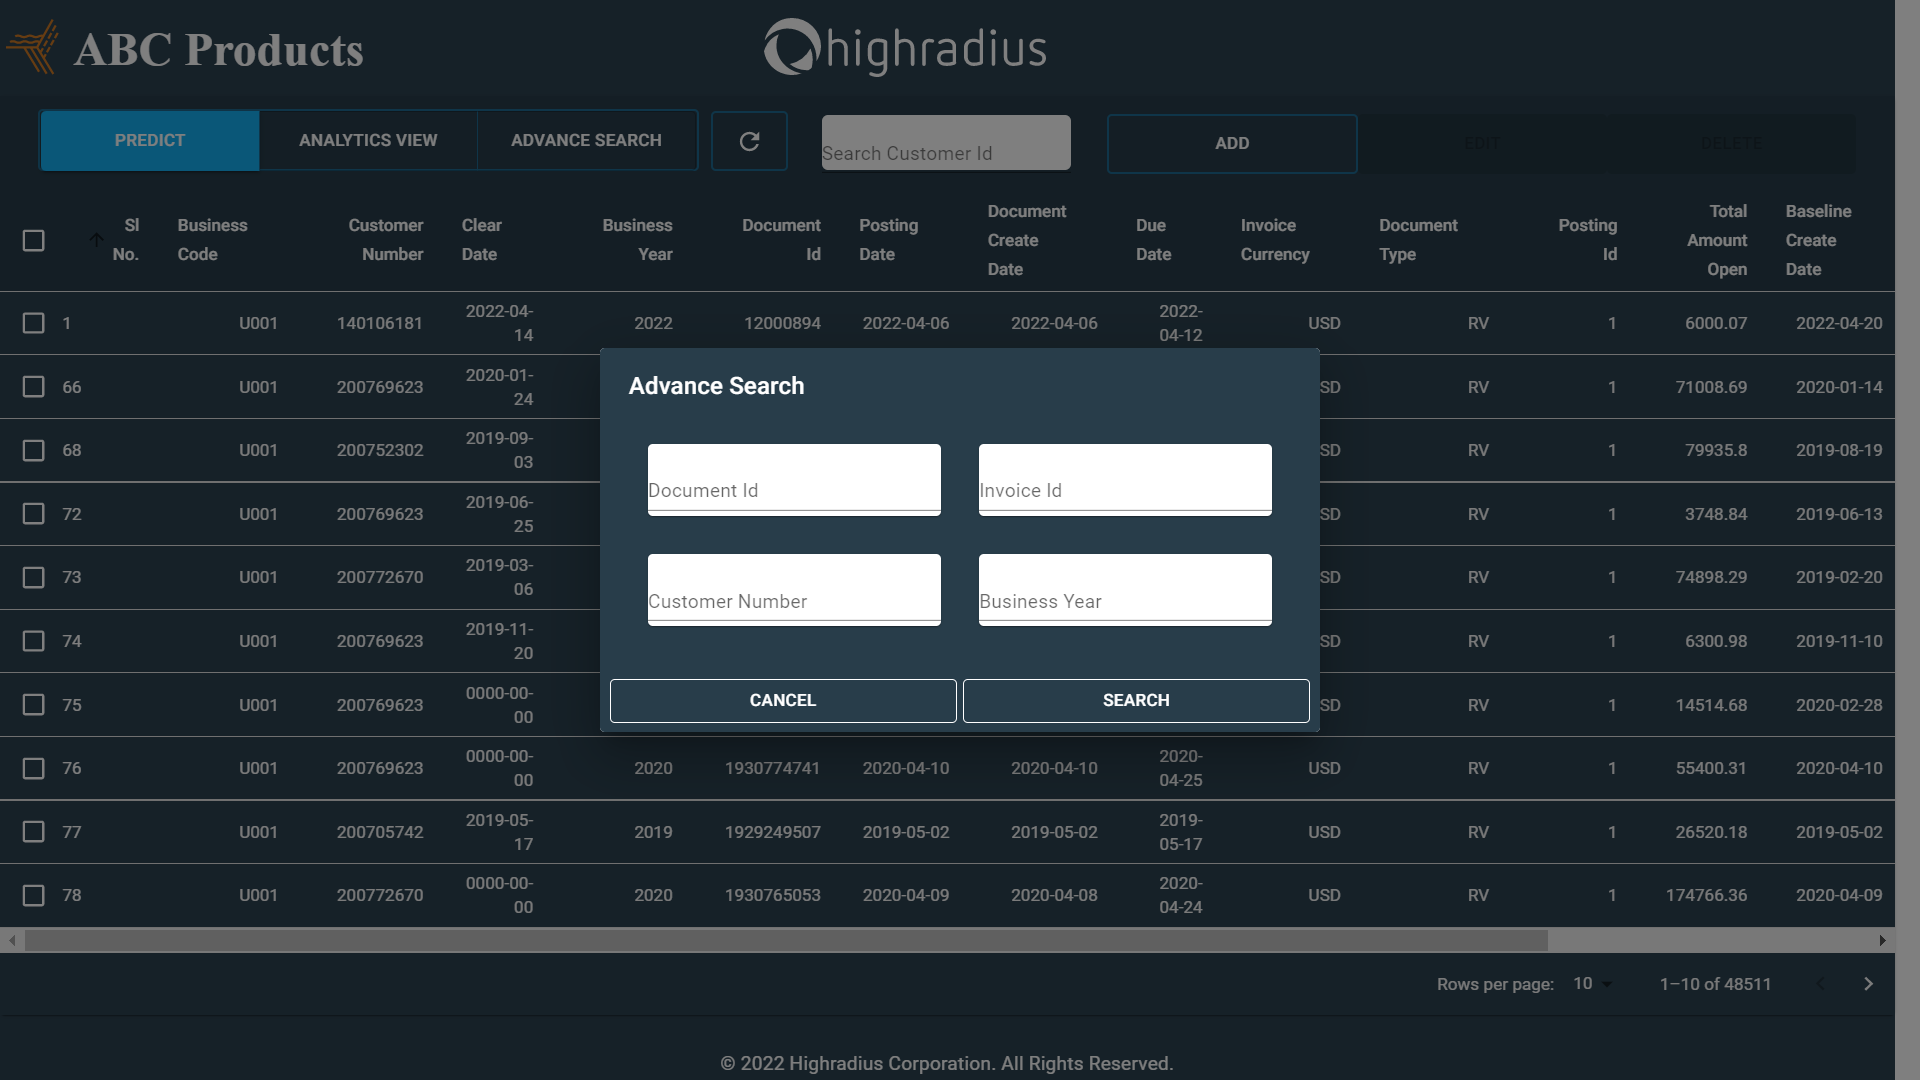 ABC Products
highradius
PREDICT
ANALYTICS VIEW
ADVANCE SEARCH
Search Customer Id
ADD
EDIT
DELETE
Sl No.
Business Code
Customer Number
Clear Date
Business Year
Document Id
Posting Date
Document Create Date
Due Date
Invoice Currency
Document Type
Posting Id
Total Amount Open
Baseline Create Date
1 U001 140106181 2022-04-14 2022 12000894 2022-04-06 2022-04-06 2022-04-12 USD RV 1 6000.07 2022-04-20
66 U001 200769623 2020-01-24 SD RV 1 71008.69 2020-01-14
68 U001 200752302 2019-09-03 SD RV 1 79935.8 2019-08-19
72 U001 200769623 2019-06-25 SD RV 1 3748.84 2019-06-13
73 U001 200772670 2019-03-06 SD RV 1 74898.29 2019-02-20
74 U001 200769623 2019-11-20 SD RV 1 6300.98 2019-11-10
75 U001 200769623 0000-00-00 SD RV 1 14514.68 2020-02-28
76 U001 200769623 0000-00-00 2020 1930774741 2020-04-10 2020-04-10 2020-04-25 USD RV 1 55400.31 2020-04-10
77 U001 200705742 2019-05-17 2019 1929249507 2019-05-02 2019-05-02 2019-05-17 USD RV 1 26520.18 2019-05-02
78 U001 200772670 0000-00-00 2020 1930765053 2020-04-09 2020-04-08 2020-04-24 USD RV 1 174766.36 2020-04-09
Advance Search
Document Id
Invoice Id
Customer Number
Business Year
CANCEL
SEARCH
Rows per page: 10 1–10 of 48511
© 2022 Highradius Corporation. All Rights Reserved.